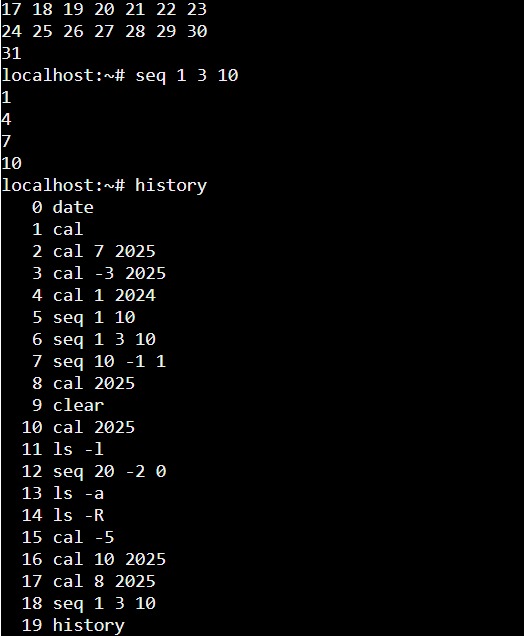 17 18 19 20 21 22 23
24 25 26 27 28 29 30
31
localhost:~# seq 1 3 10
1
4
7
10
localhost:~# history
   0 date
   1 cal
   2 cal 7 2025
   3 cal -3 2025
   4 cal 1 2024
   5 seq 1 10
   6 seq 1 3 10
   7 seq 10 -1 1
   8 cal 2025
   9 clear
  10 cal 2025
  11 ls -l
  12 seq 20 -2 0
  13 ls -a
  14 ls -R
  15 cal -5
  16 cal 10 2025
  17 cal 8 2025
  18 seq 1 3 10
  19 history